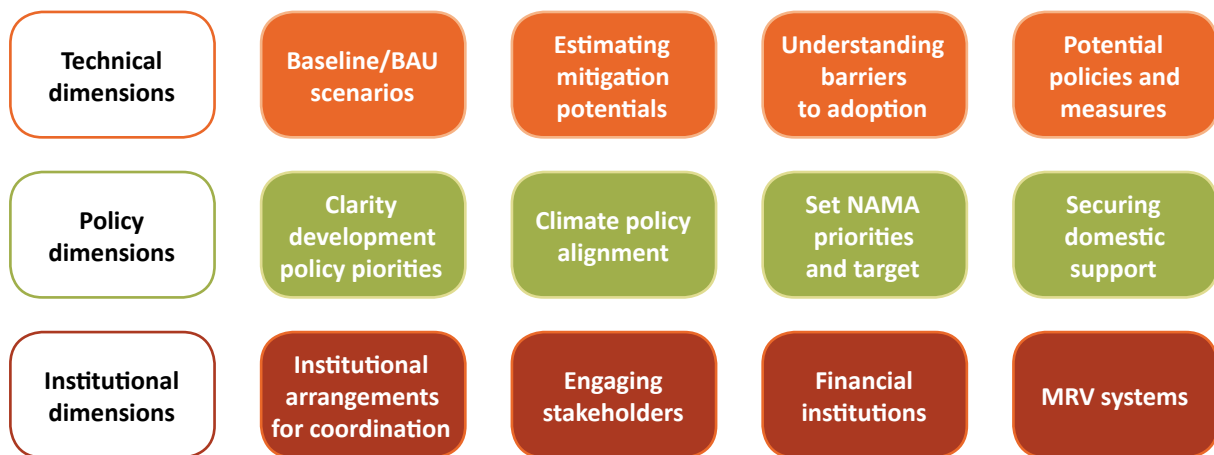 Technical
dimensions
Baseline/BAU
scenarios
Estimating
mitigation
potentials
Understanding
barriers
to adoption
Potential
policies and
measures
Policy
dimensions
Clarity
development
policy piorities
Climate policy
alignment
Set NAMA
priorities
and target
Securing
domestic
support
Institutional
dimensions
Institutional
arrangements
for coordination
Engaging
stakeholders
Financial
institutions
MRV systems